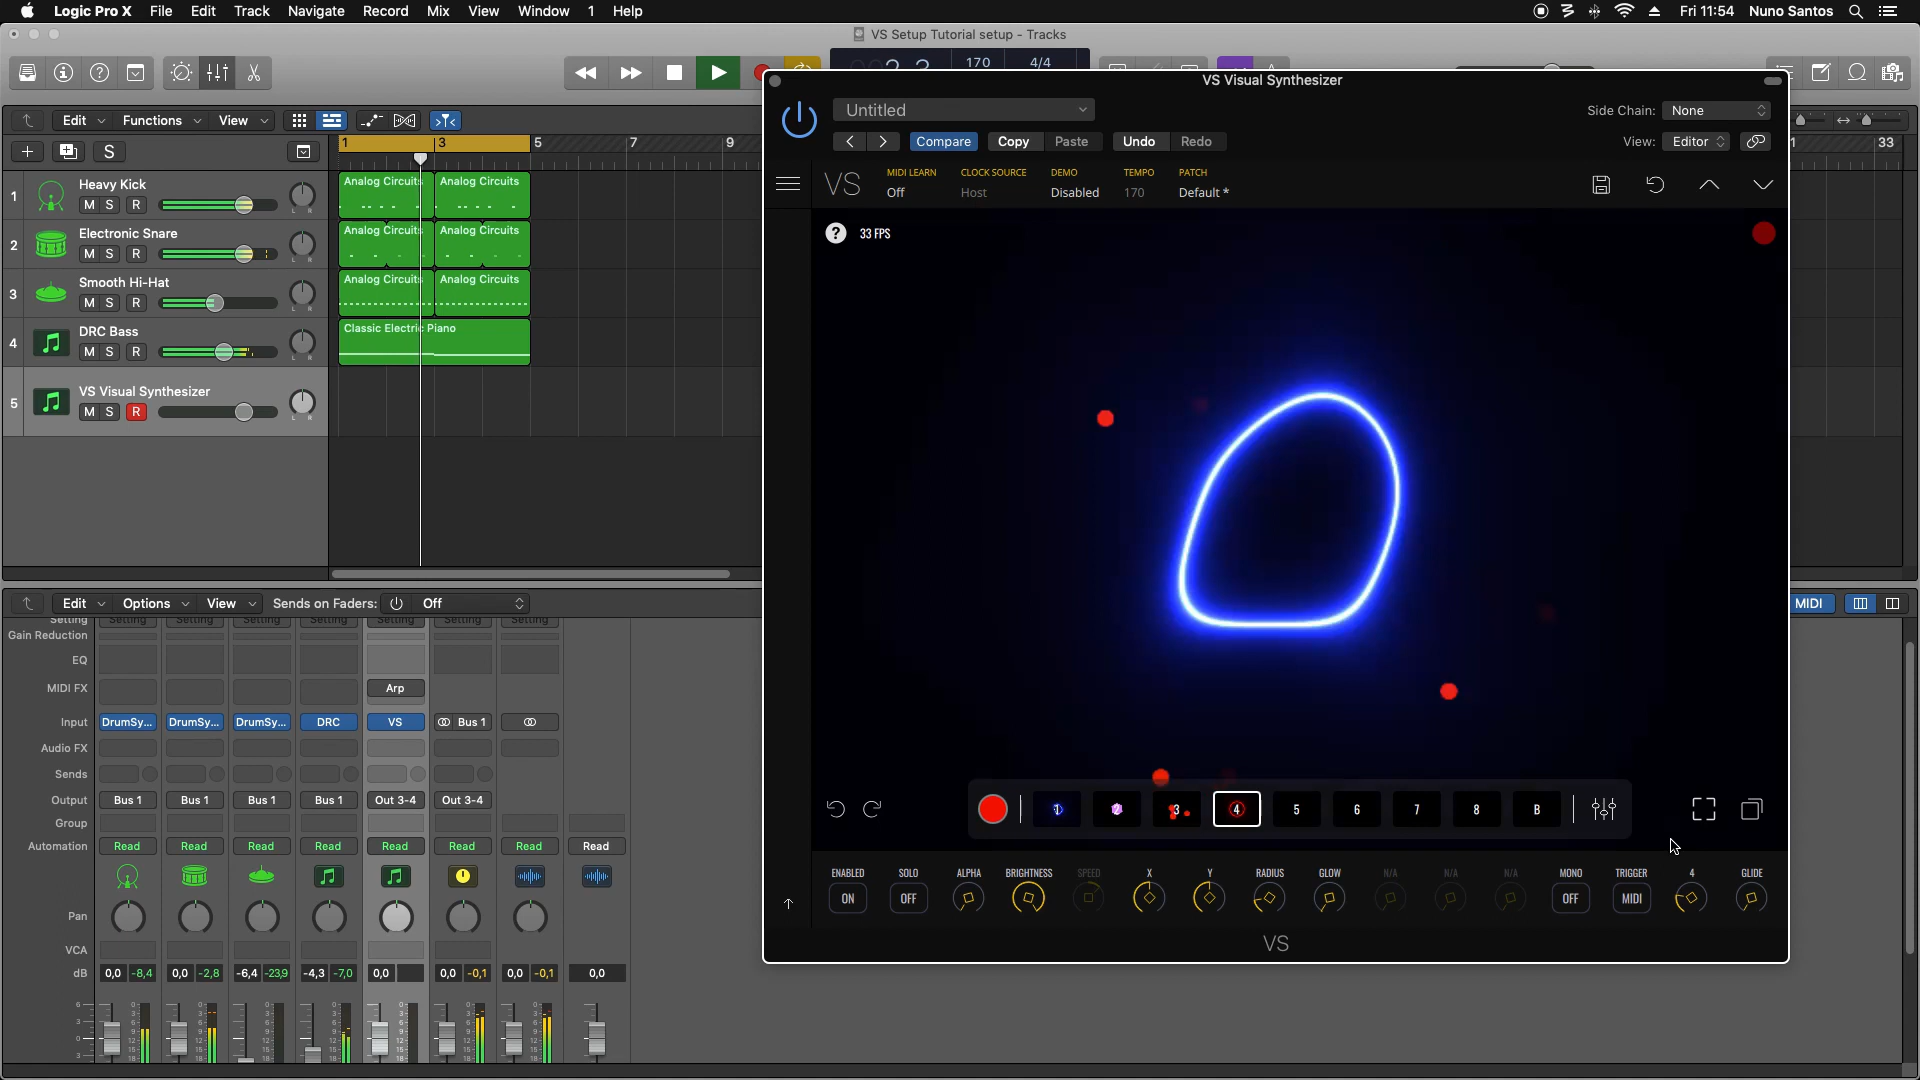 Logic Pro X File Edit Track Navigate Record Mix View Window 1 Help Fri 11:54 Nuno Santos
VS Setup Tutorial setup - Tracks
170 4/4
VS Visual Synthesizer
Untitled Side Chain: None
Compare Copy Paste Undo Redo View: Editor
Edit Functions View
1 3 5 7 9 33
S
VS
MIDI LEARN CLOCK SOURCE DEMO TEMPO PATCH
Off Host Disabled 170 Default *
? 33 FPS
1 Heavy Kick
M S R
Analog Circuits Analog Circuits
2 Electronic Snare
M S R
Analog Circuits Analog Circuits
3 Smooth Hi-Hat
M S R
Analog Circuits Analog Circuits
4 DRC Bass
M S R
Classic Electric Piano
5 VS Visual Synthesizer
M S R
Edit Options View Sends on Faders: Off MIDI
Setting Setting Setting Setting Setting Setting Setting Setting
Gain Reduction
EQ
MIDI FX Arp
Input DrumSy... DrumSy... DrumSy... DRC VS Bus 1
Audio FX
Sends
Output Bus 1 Bus 1 Bus 1 Bus 1 Out 3-4 Out 3-4
Group
Automation Read Read Read Read Read Read Read Read
Pan
VCA
dB 0,0 -8,4 0,0 -2,8 -6,4 -23,9 -4,3 -7,0 0,0 0,0 -0,1 0,0 -0,1 0,0
1 2 3 4 5 6 7 8 B
ENABLED SOLO ALPHA BRIGHTNESS SPEED X Y RADIUS GLOW N/A N/A N/A MONO TRIGGER 4 GLIDE
ON OFF OFF MIDI
VS